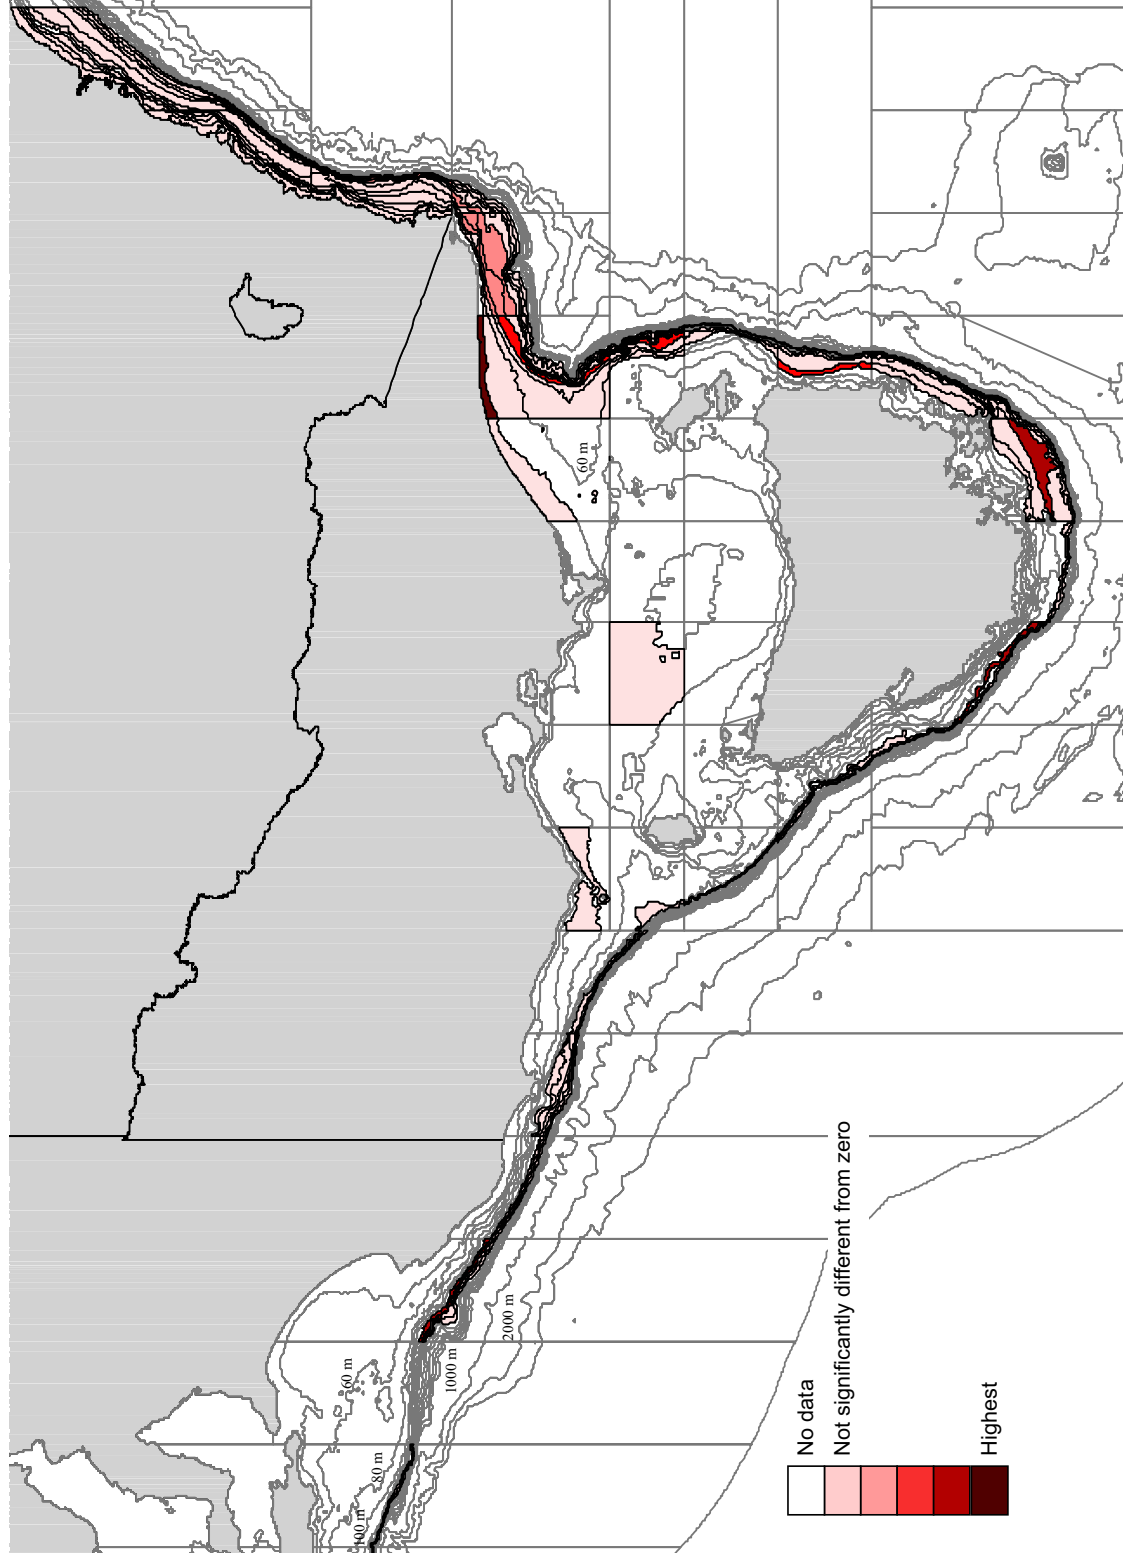 60 m
2000 m
1000 m
60 m
80 m
100 m
No data
Not significantly different from zero
Highest